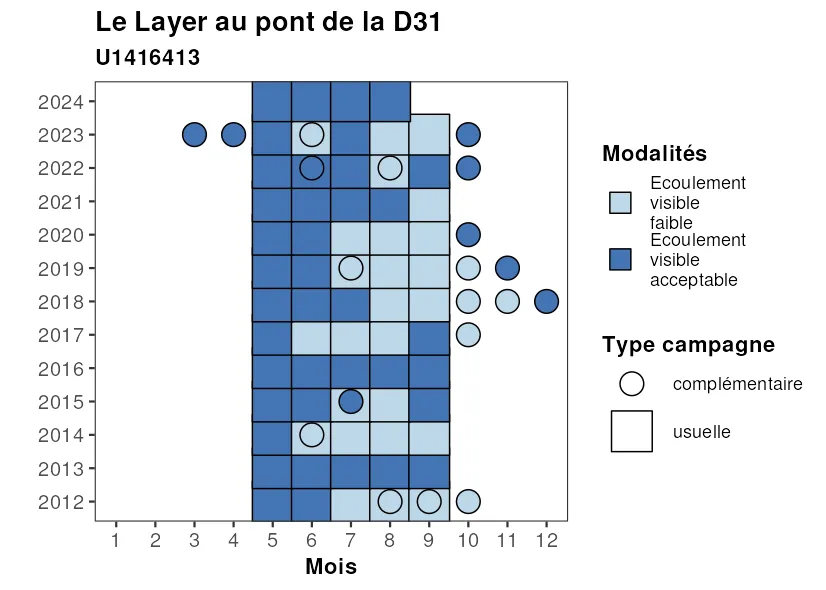 Le Layer au pont de la D31
U1416413
2024
2023
2022
2021
2020
2019
2018
2017
2016
2015
2014
2013
2012
1 2 3 4 5 6 7 8 9 10 11 12
Mois
Modalités
Ecoulement
visible
faible
Ecoulement
visible
acceptable
Type campagne
complémentaire
usuelle